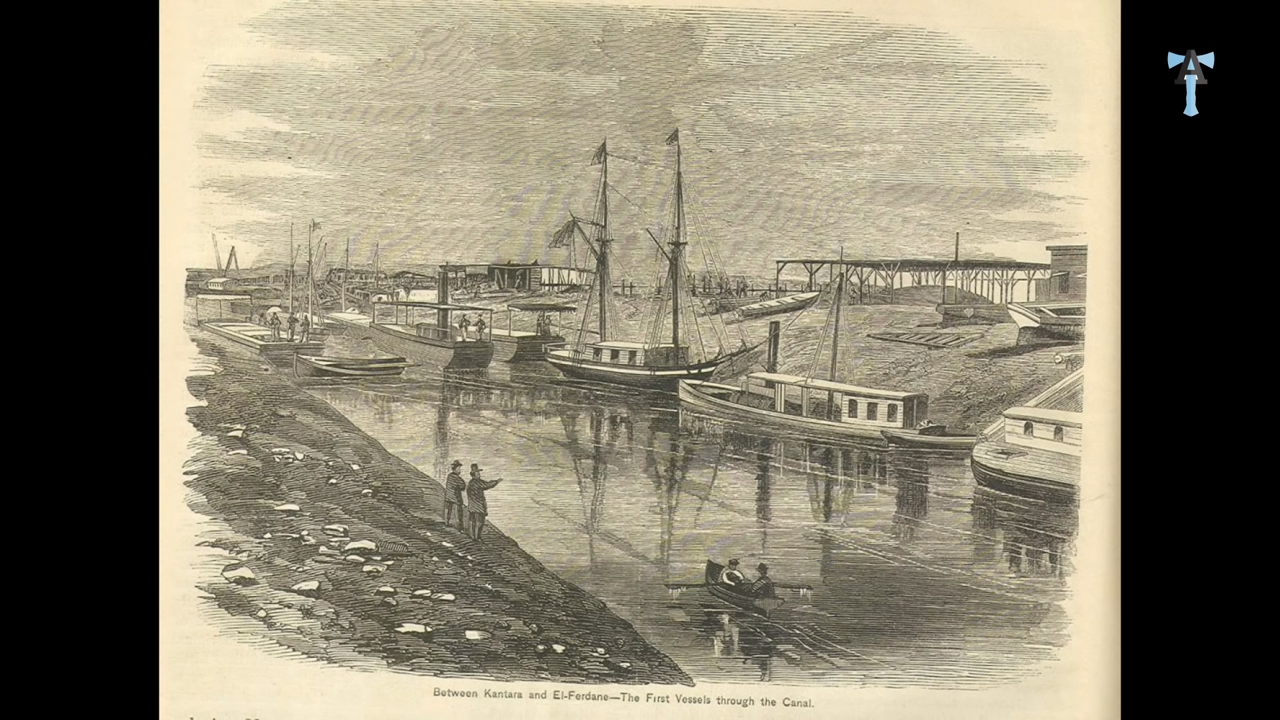 Between Kantara and El-Ferdane—The First Vessels through the Canal.